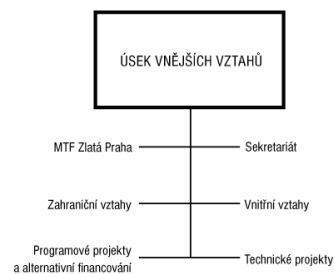 ÚSEK VNĚJŠÍCH VZTAHŮ
MTF Zlatá Praha
Sekretariát
Zahraniční vztahy
Vnitřní vztahy
Programové projekty
a alternativní financování
Technické projekty